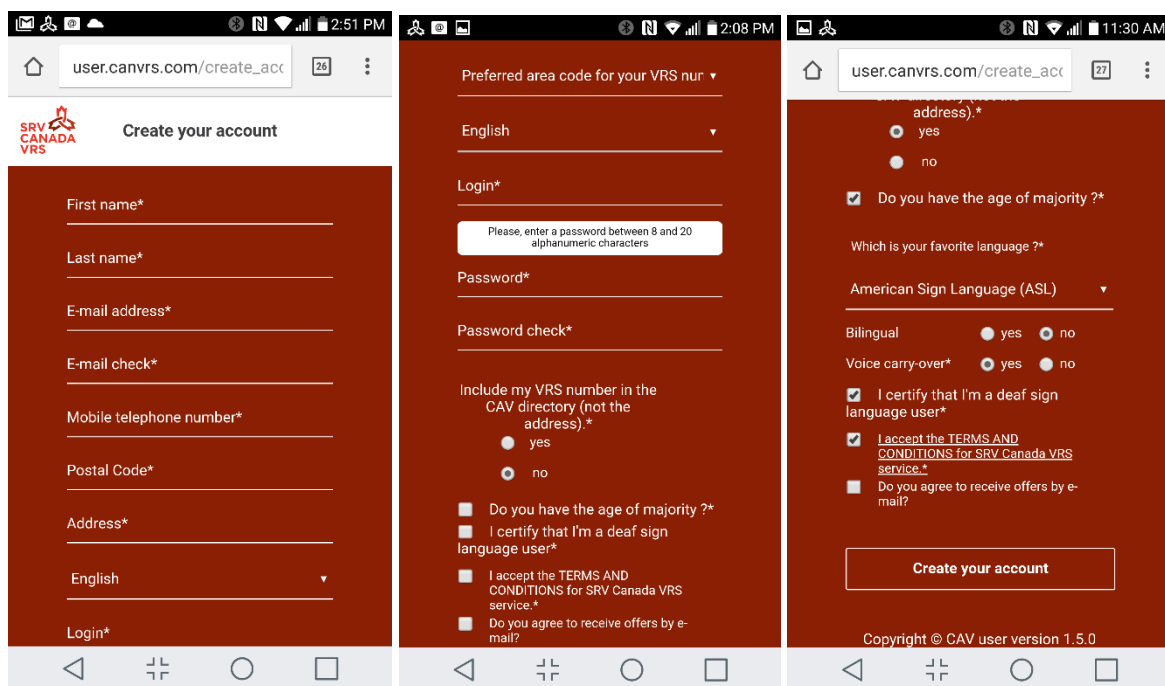 2:51 PM
user.canvrs.com/create_acc
26
SRV
CANADA
VRS
Create your account
First name*
Last name*
E-mail address*
E-mail check*
Mobile telephone number*
Postal Code*
Address*
English
Login*
2:08 PM
Preferred area code for your VRS nur
English
Login*
Please, enter a password between 8 and 20
alphanumeric characters
Password*
Password check*
Include my VRS number in the
CAV directory (not the
address).*
yes
no
Do you have the age of majority ?*
I certify that I'm a deaf sign
language user*
I accept the TERMS AND
CONDITIONS for SRV Canada VRS
service.*
Do you agree to receive offers by e-
mail?
11:30 AM
user.canvrs.com/create_acc
27
directory (not the
address).*
yes
no
Do you have the age of majority ?*
Which is your favorite language ?*
American Sign Language (ASL)
Bilingual yes no
Voice carry-over* yes no
I certify that I'm a deaf sign
language user*
I accept the TERMS AND
CONDITIONS for SRV Canada VRS
service.*
Do you agree to receive offers by e-
mail?
Create your account
Copyright © CAV user version 1.5.0